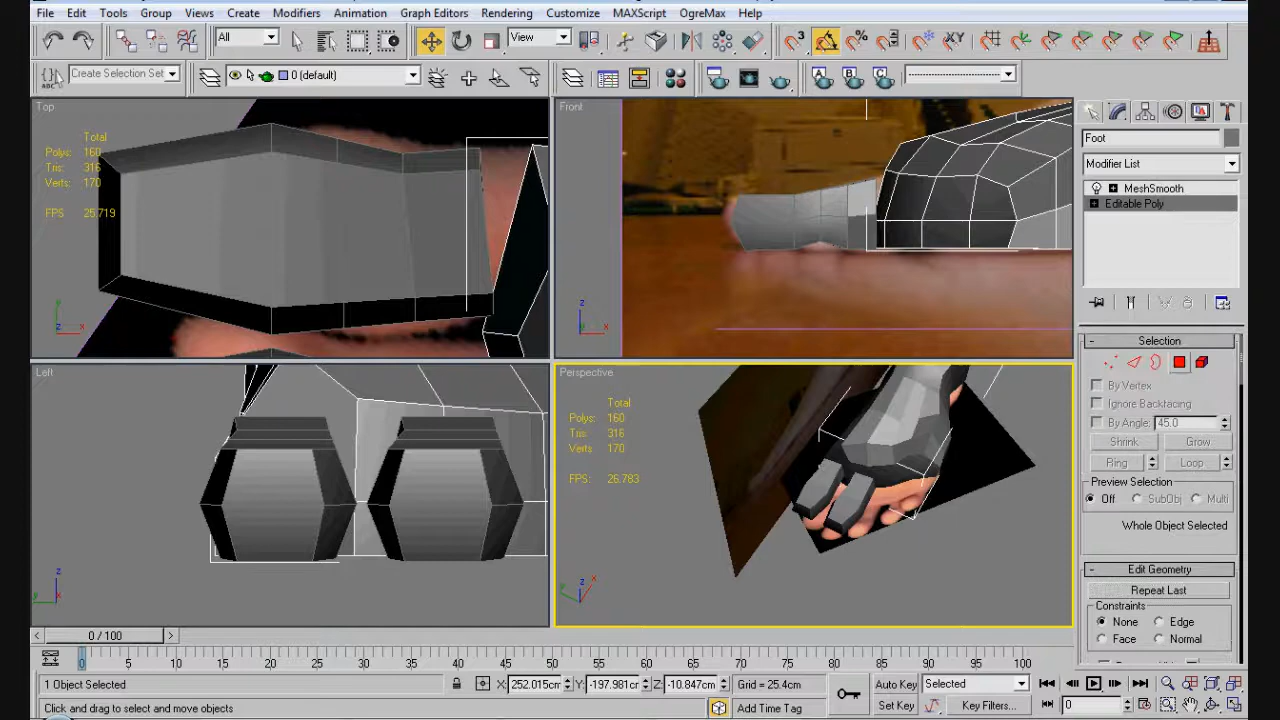 File Edit Tools Group Views Create Modifiers Animation Graph Editors Rendering Customize MAXScript OgreMax Help
All View 3
ABC Create Selection Set 0 (default) A B C
Top Front
Foot
Modifier List
MeshSmooth
Editable Poly
Total
Polys: 160
Tris: 316
Verts: 170
FPS 25.719
y z x
z y x
Left Perspective
Total
Polys: 160
Tris: 316
Verts 170
FPS: 26.783
z y x
z y x
Selection
By Vertex
Ignore Backfacing
By Angle: 45.0
Shrink Grow
Ring Loop
Preview Selection
Off SubObj Multi
Whole Object Selected
Edit Geometry
Repeat Last
Constraints
None Edge
Face Normal
< 0 / 100 >
0 5 10 15 20 25 30 35 40 45 50 55 60 65 70 75 80 85 90 95 100
1 Object Selected X: 252.015cm Y: -197.981cm Z: -10.847cm Grid = 25.4cm Auto Key Selected
Click and drag to select and move objects Add Time Tag Set Key Key Filters... 0